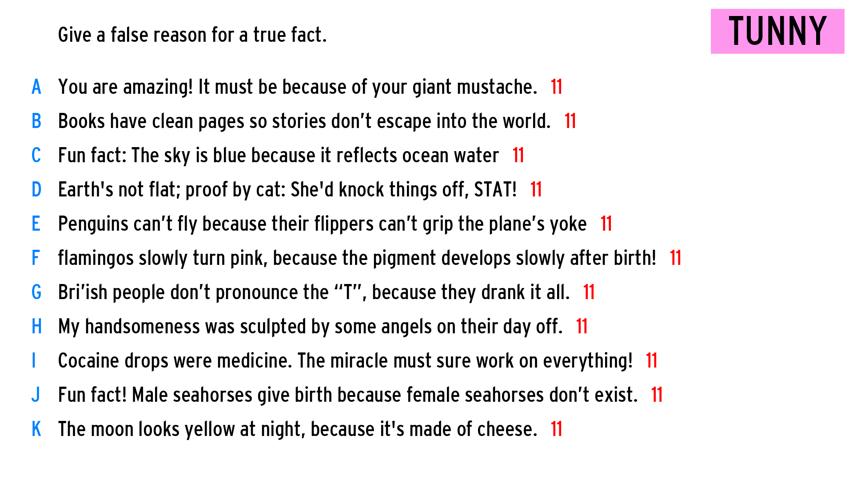 Give a false reason for a true fact.
TUNNY
A You are amazing! It must be because of your giant mustache. 11
B Books have clean pages so stories don’t escape into the world. 11
C Fun fact: The sky is blue because it reflects ocean water 11
D Earth's not flat; proof by cat: She'd knock things off, STAT! 11
E Penguins can’t fly because their flippers can’t grip the plane’s yoke 11
F flamingos slowly turn pink, because the pigment develops slowly after birth! 11
G Bri’ish people don’t pronounce the “T”, because they drank it all. 11
H My handsomeness was sculpted by some angels on their day off. 11
I Cocaine drops were medicine. The miracle must sure work on everything! 11
J Fun fact! Male seahorses give birth because female seahorses don’t exist. 11
K The moon looks yellow at night, because it's made of cheese. 11